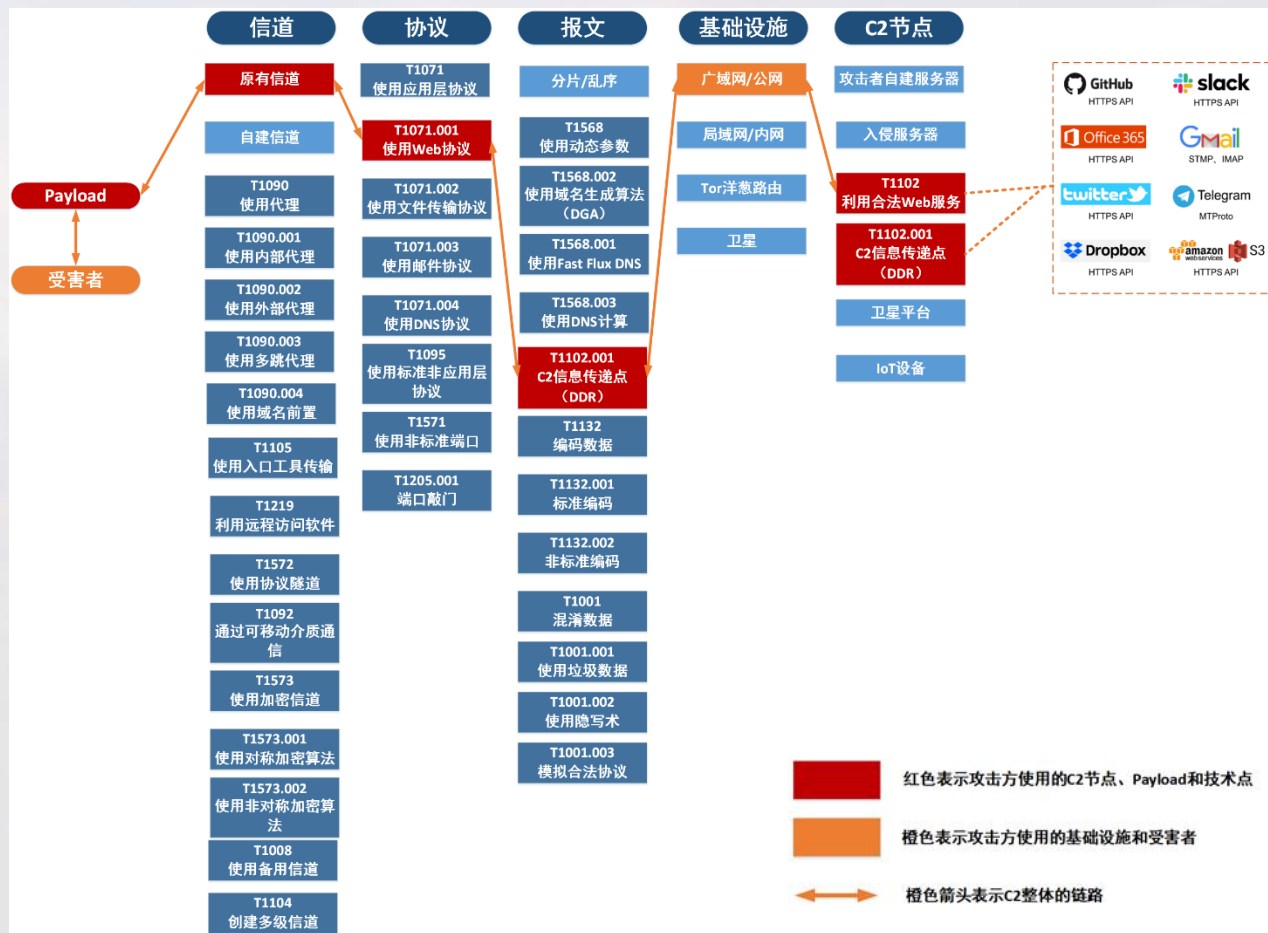 信道
协议
报文
基础设施
C2节点
Payload
受害者
原有信道
自建信道
T1090
使用代理
T1090.001
使用内部代理
T1090.002
使用外部代理
T1090.003
使用多跳代理
T1090.004
使用域名前置
T1105
使用入口工具传输
T1219
利用远程访问软件
T1572
使用协议隧道
T1092
通过可移动介质通
信
T1573
使用加密信道
T1573.001
使用对称加密算法
T1573.002
使用非对称加密算
法
T1008
使用备用信道
T1104
创建多级信道
T1071
使用应用层协议
T1071.001
使用Web协议
T1071.002
使用文件传输协议
T1071.003
使用邮件协议
T1071.004
使用DNS协议
T1095
使用标准非应用层
协议
T1571
使用非标准端口
T1205.001
端口敲门
分片/乱序
T1568
使用动态参数
T1568.002
使用域名生成算法
（DGA）
T1568.001
使用Fast Flux DNS
T1568.003
使用DNS计算
T1102.001
C2信息传递点
（DDR）
T1132
编码数据
T1132.001
标准编码
T1132.002
非标准编码
T1001
混淆数据
T1001.001
使用垃圾数据
T1001.002
使用隐写术
T1001.003
模拟合法协议
广域网/公网
局域网/内网
Tor洋葱路由
卫星
攻击者自建服务器
入侵服务器
T1102
利用合法Web服务
T1102.001
C2信息传递点
（DDR）
卫星平台
IoT设备
GitHub
HTTPS API
slack
HTTPS API
Office 365
HTTPS API
GMail
STMP、IMAP
twitter
HTTPS API
Telegram
MTProto
Dropbox
HTTPS API
amazon
webservices
S3
HTTPS API
红色表示攻击方使用的C2节点、Payload和技术点
橙色表示攻击方使用的基础设施和受害者
橙色箭头表示C2整体的链路